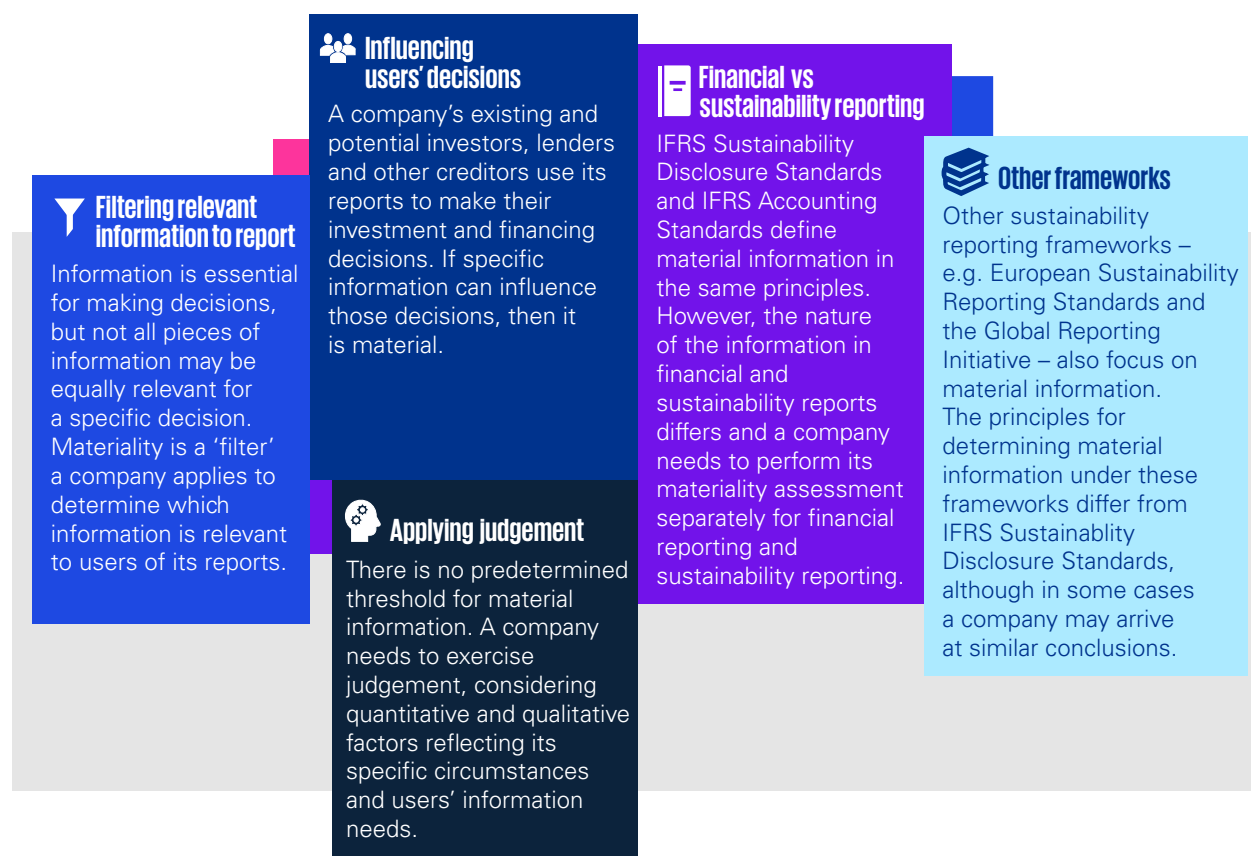 Filtering relevant
information to report
Information is essential
for making decisions,
but not all pieces of
information may be
equally relevant for
a specific decision.
Materiality is a ‘filter’
a company applies to
determine which
information is relevant
to users of its reports.
Influencing
users’ decisions
A company’s existing and
potential investors, lenders
and other creditors use its
reports to make their
investment and financing
decisions. If specific
information can influence
those decisions, then it
is material.
Applying judgement
There is no predetermined
threshold for material
information. A company
needs to exercise
judgement, considering
quantitative and qualitative
factors reflecting its
specific circumstances
and users’ information
needs.
Financial vs
sustainability reporting
IFRS Sustainability
Disclosure Standards
and IFRS Accounting
Standards define
material information in
the same principles.
However, the nature
of the information in
financial and
sustainability reports
differs and a company
needs to perform its
materiality assessment
separately for financial
reporting and
sustainability reporting.
Other frameworks
Other sustainability
reporting frameworks –
e.g. European Sustainability
Reporting Standards and
the Global Reporting
Initiative – also focus on
material information.
The principles for
determining material
information under these
frameworks differ from
IFRS Sustainablity
Disclosure Standards,
although in some cases
a company may arrive
at similar conclusions.